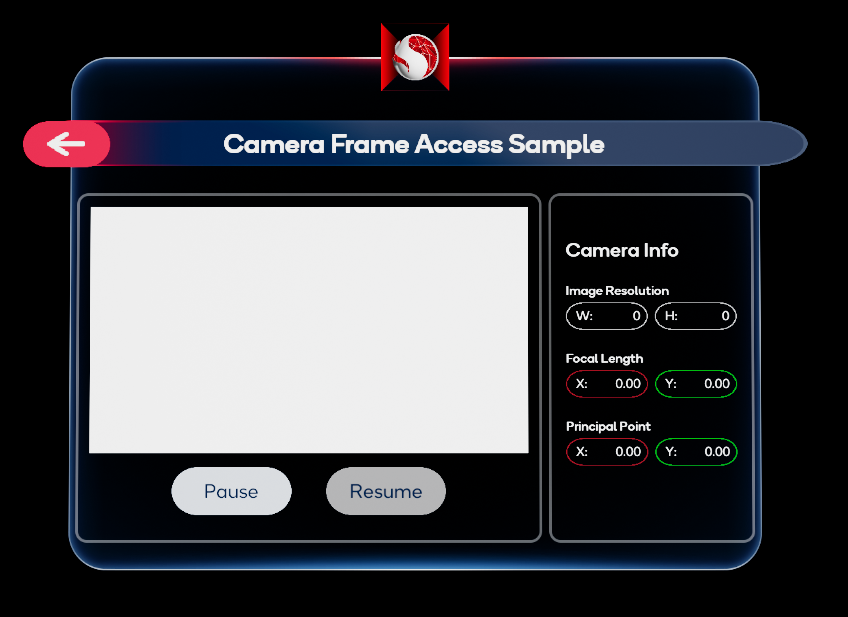 Camera Frame Access Sample
Camera Info
Image Resolution
W: 0 H: 0
Focal Length
X: 0.00 Y: 0.00
Principal Point
X: 0.00 Y: 0.00
Pause Resume